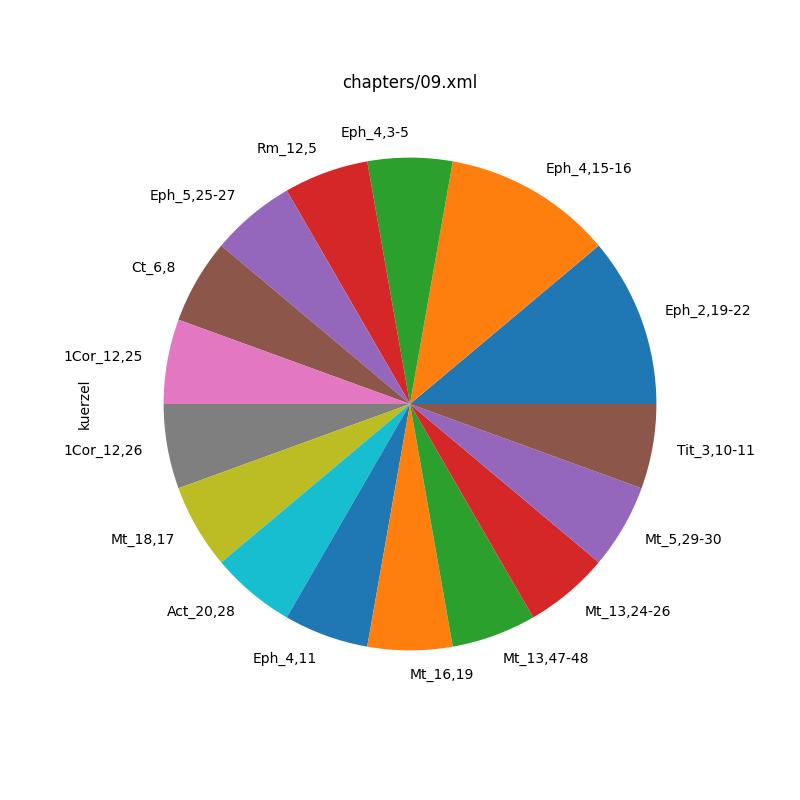 chapters/09.xml
Eph_4,3-5
Rm_12,5
Eph_4,15-16
Eph_5,25-27
Ct_6,8
Eph_2,19-22
1Cor_12,25
kuerzel
1Cor_12,26
Tit_3,10-11
Mt_18,17
Mt_5,29-30
Act_20,28
Mt_13,24-26
Eph_4,11
Mt_13,47-48
Mt_16,19